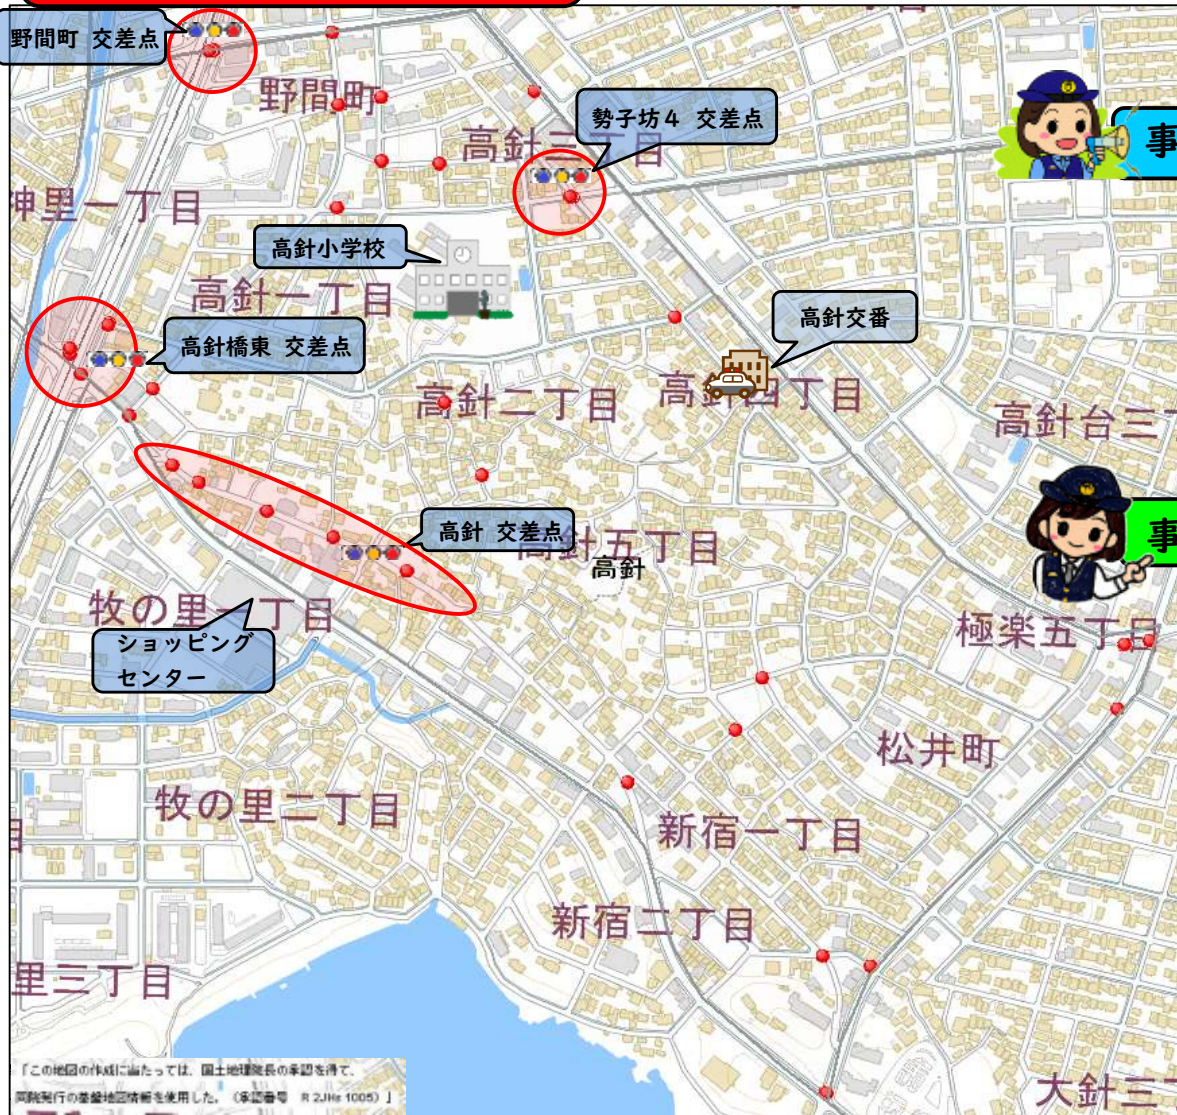 野間町 交差点
野間町
勢子坊4 交差点
高針三丁目
事
神里一丁目
高針小学校
高針一丁目
高針交番
高針橋東 交差点
高針二丁目
高針四丁目
高針台三丁
高針 交差点
高針五丁目
高針
事
牧の里一丁目
ショッピング
センター
極楽五丁目
松井町
牧の里二丁目
新宿一丁目
目
新宿二丁目
里三丁目
「この地図の作成に当たっては、国土地理院長の承認を得て、
同院発行の基盤地図情報を使用した。(承認番号 R 2JHs 1005)」
大針三丁